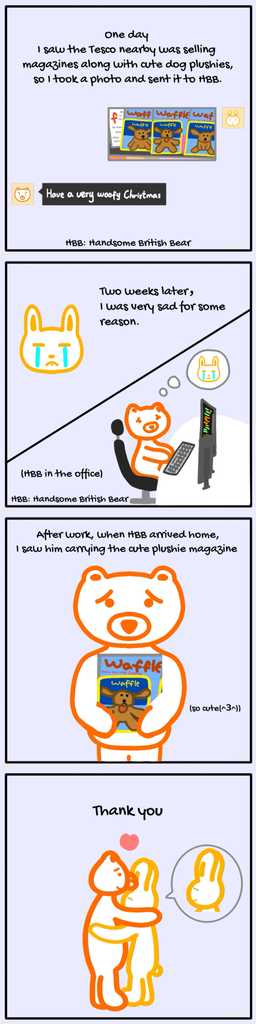 One day
I saw the Tesco nearby was selling
magazines along with cute dog plushies,
so I took a photo and sent it to HBB.
Waffle
Have a very woofy Christmas
HBB: Handsome British Bear
Two weeks later,
I was very sad for some
reason.
(HBB in the office)
HBB: Handsome British Bear
After work, when HBB arrived home,
I saw him carrying the cute plushie magazine
Waffle
Waffle
(so cute(^3^))
Thank you